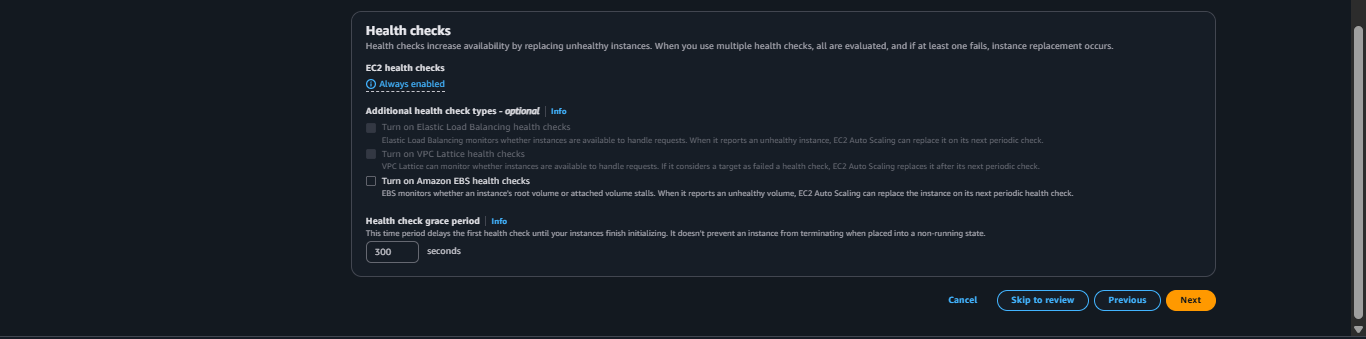 Health checks
Health checks increase availability by replacing unhealthy instances. When you use multiple health checks, all are evaluated, and if at least one fails, instance replacement occurs.
EC2 health checks
Always enabled
Additional health check types - optional | Info
Turn on Elastic Load Balancing health checks
Elastic Load Balancing monitors whether instances are available to handle requests. When it reports an unhealthy instance, EC2 Auto Scaling can replace it on its next periodic check.
Turn on VPC Lattice health checks
VPC Lattice can monitor whether instances are available to handle requests. If it considers a target as failed a health check, EC2 Auto Scaling replaces it after its next periodic check.
Turn on Amazon EBS health checks
EBS monitors whether an instance's root volume or attached volume stalls. When it reports an unhealthy volume, EC2 Auto Scaling can replace the instance on its next periodic health check.
Health check grace period | Info
This time period delays the first health check until your instances finish initializing. It doesn't prevent an instance from terminating when placed into a non-running state.
300 seconds
Cancel Skip to review Previous Next